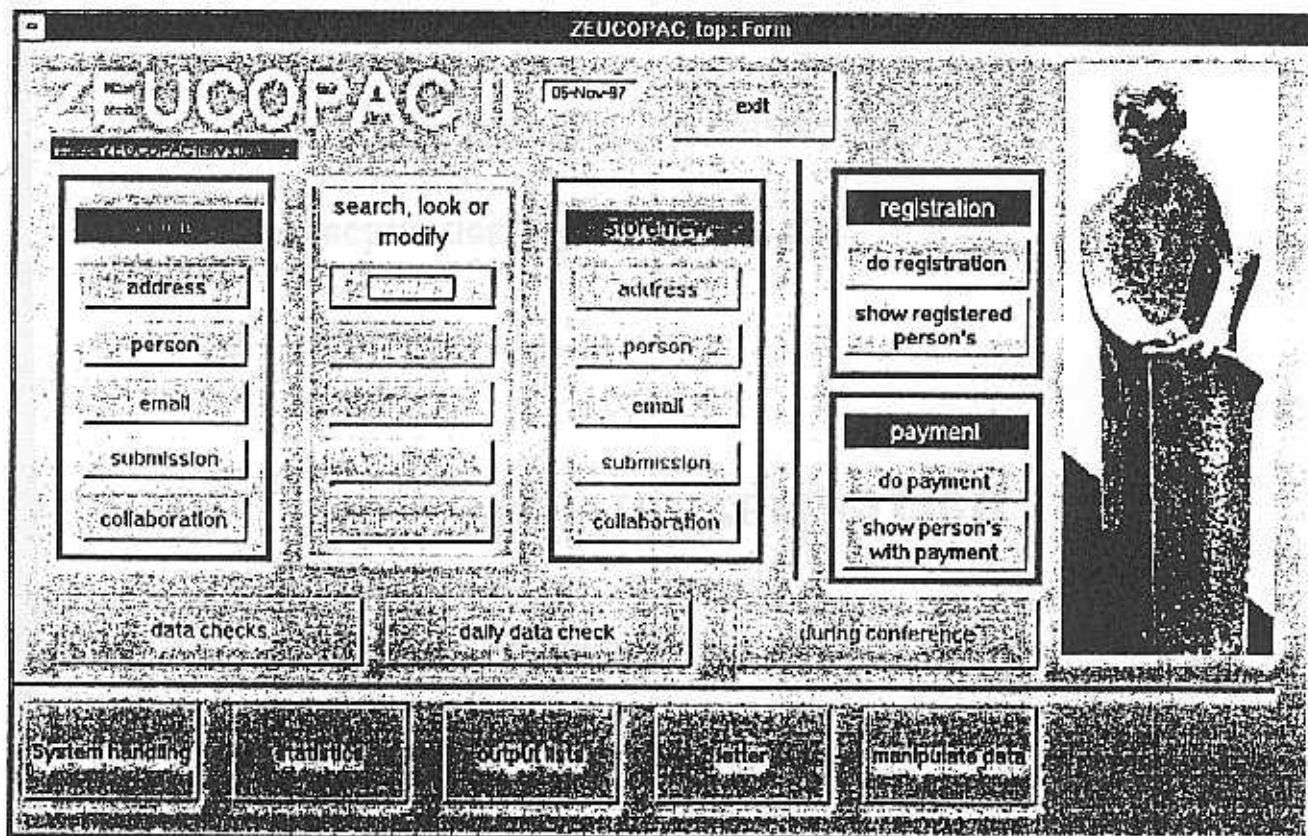 ZEUCOPAC, top : Form
ZEUCOPAC II
05-Nov-97
exit
address
person
email
submission
collaboration
search, look or
modify
store new
address
person
email
submission
collaboration
registration
do registration
show registered
person's
payment
do payment
show person's
with payment
data checks
daily data check
during conference
System handling
statistics
output lists
letter
manipulate data